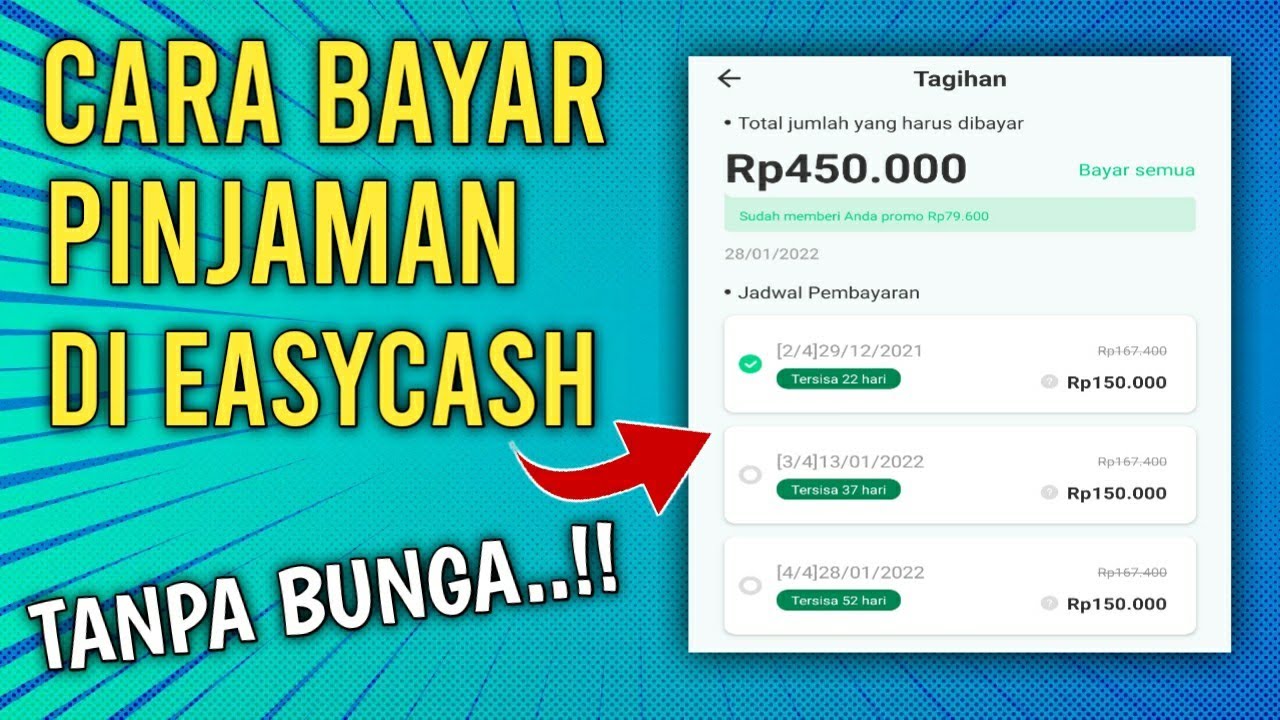 CARA BAYAR
PINJAMAN
DI EASYCASH
TANPA BUNGA..!!
Tagihan
• Total jumlah yang harus dibayar
Rp450.000
Bayar semua
Sudah memberi Anda promo Rp79.600
28/01/2022
• Jadwal Pembayaran
[2/4]29/12/2021
Rp167.400
Tersisa 22 hari
Rp150.000
[3/4]13/01/2022
Rp167.400
Tersisa 37 hari
Rp150.000
[4/4]28/01/2022
Rp167.400
Tersisa 52 hari
Rp150.000